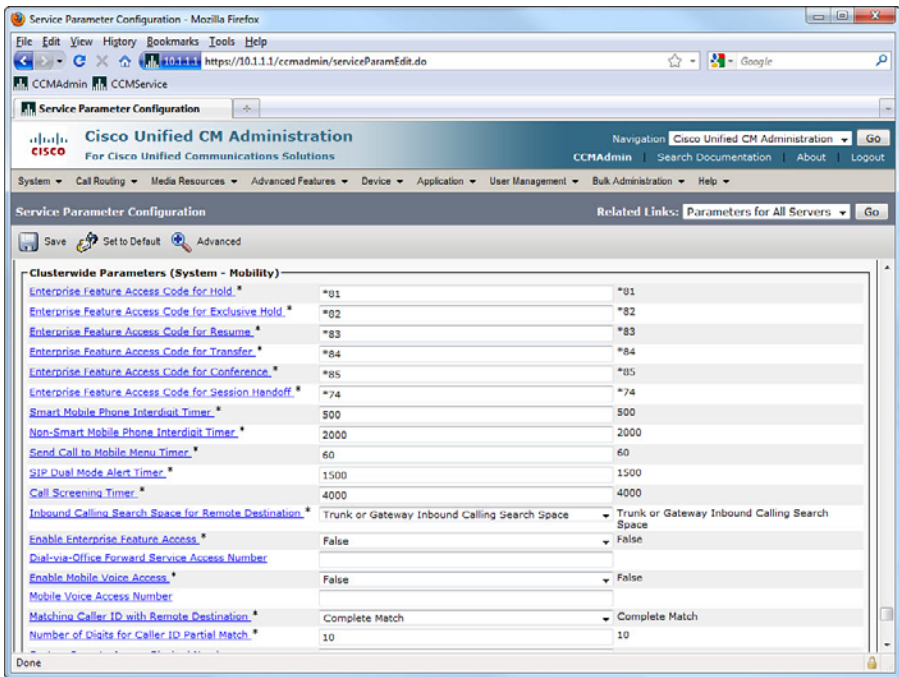 Service Parameter Configuration - Mozilla Firefox
File Edit View History Bookmarks Tools Help
10.1.1.1 https://10.1.1.1/ccmadmin/serviceParamEdit.do Google
CCMAdmin CCMService
Service Parameter Configuration
cisco Cisco Unified CM Administration Navigation Cisco Unified CM Administration Go
For Cisco Unified Communications Solutions CCMAdmin | Search Documentation | About | Logout
System Call Routing Media Resources Advanced Features Device Application User Management Bulk Administration Help
Service Parameter Configuration Related Links: Parameters for All Servers Go
Save Set to Default Advanced
Clusterwide Parameters (System - Mobility)
Enterprise Feature Access Code for Hold * *81 *81
Enterprise Feature Access Code for Exclusive Hold * *82 *82
Enterprise Feature Access Code for Resume * *83 *83
Enterprise Feature Access Code for Transfer * *84 *84
Enterprise Feature Access Code for Conference * *85 *85
Enterprise Feature Access Code for Session Handoff * *74 *74
Smart Mobile Phone Interdigit Timer * 500 500
Non-Smart Mobile Phone Interdigit Timer * 2000 2000
Send Call to Mobile Menu Timer * 60 60
SIP Dual Mode Alert Timer * 1500 1500
Call Screening Timer * 4000 4000
Inbound Calling Search Space for Remote Destination * Trunk or Gateway Inbound Calling Search Space Trunk or Gateway Inbound Calling Search
Space
Enable Enterprise Feature Access * False False
Dial-via-Office Forward Service Access Number
Enable Mobile Voice Access * False False
Mobile Voice Access Number
Matching Caller ID with Remote Destination * Complete Match Complete Match
Number of Digits for Caller ID Partial Match * 10 10
Done